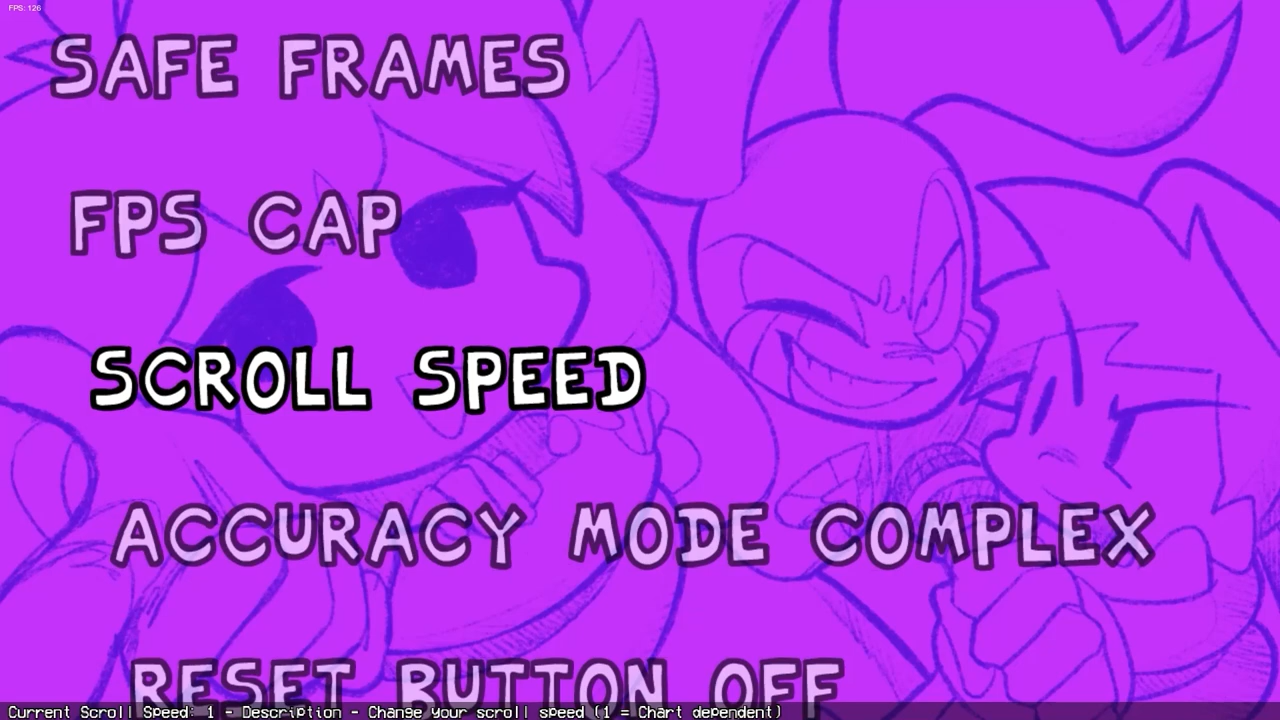 FPS: 126
SAFE FRAMES
FPS CAP
SCROLL SPEED
ACCURACY MODE COMPLEX
RESET BUTTON OFF
Current Scroll Speed: 1 - Description - Change your scroll speed (1 = Chart dependent)